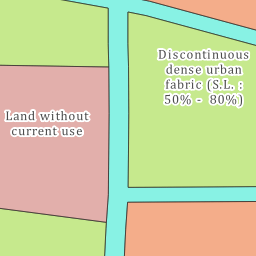 Discontinuous
dense urban
fabric (S.L. :
50% -  80%)
Land without
current use